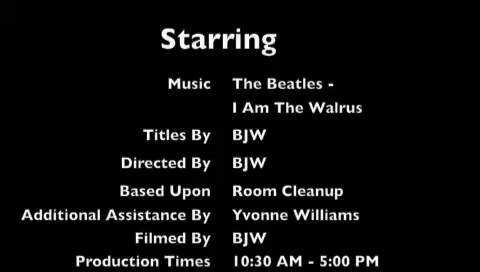 Starring
Music The Beatles -
I Am The Walrus
Titles By BJW
Directed By BJW
Based Upon Room Cleanup
Additional Assistance By Yvonne Williams
Filmed By BJW
Production Times 10:30 AM - 5:00 PM